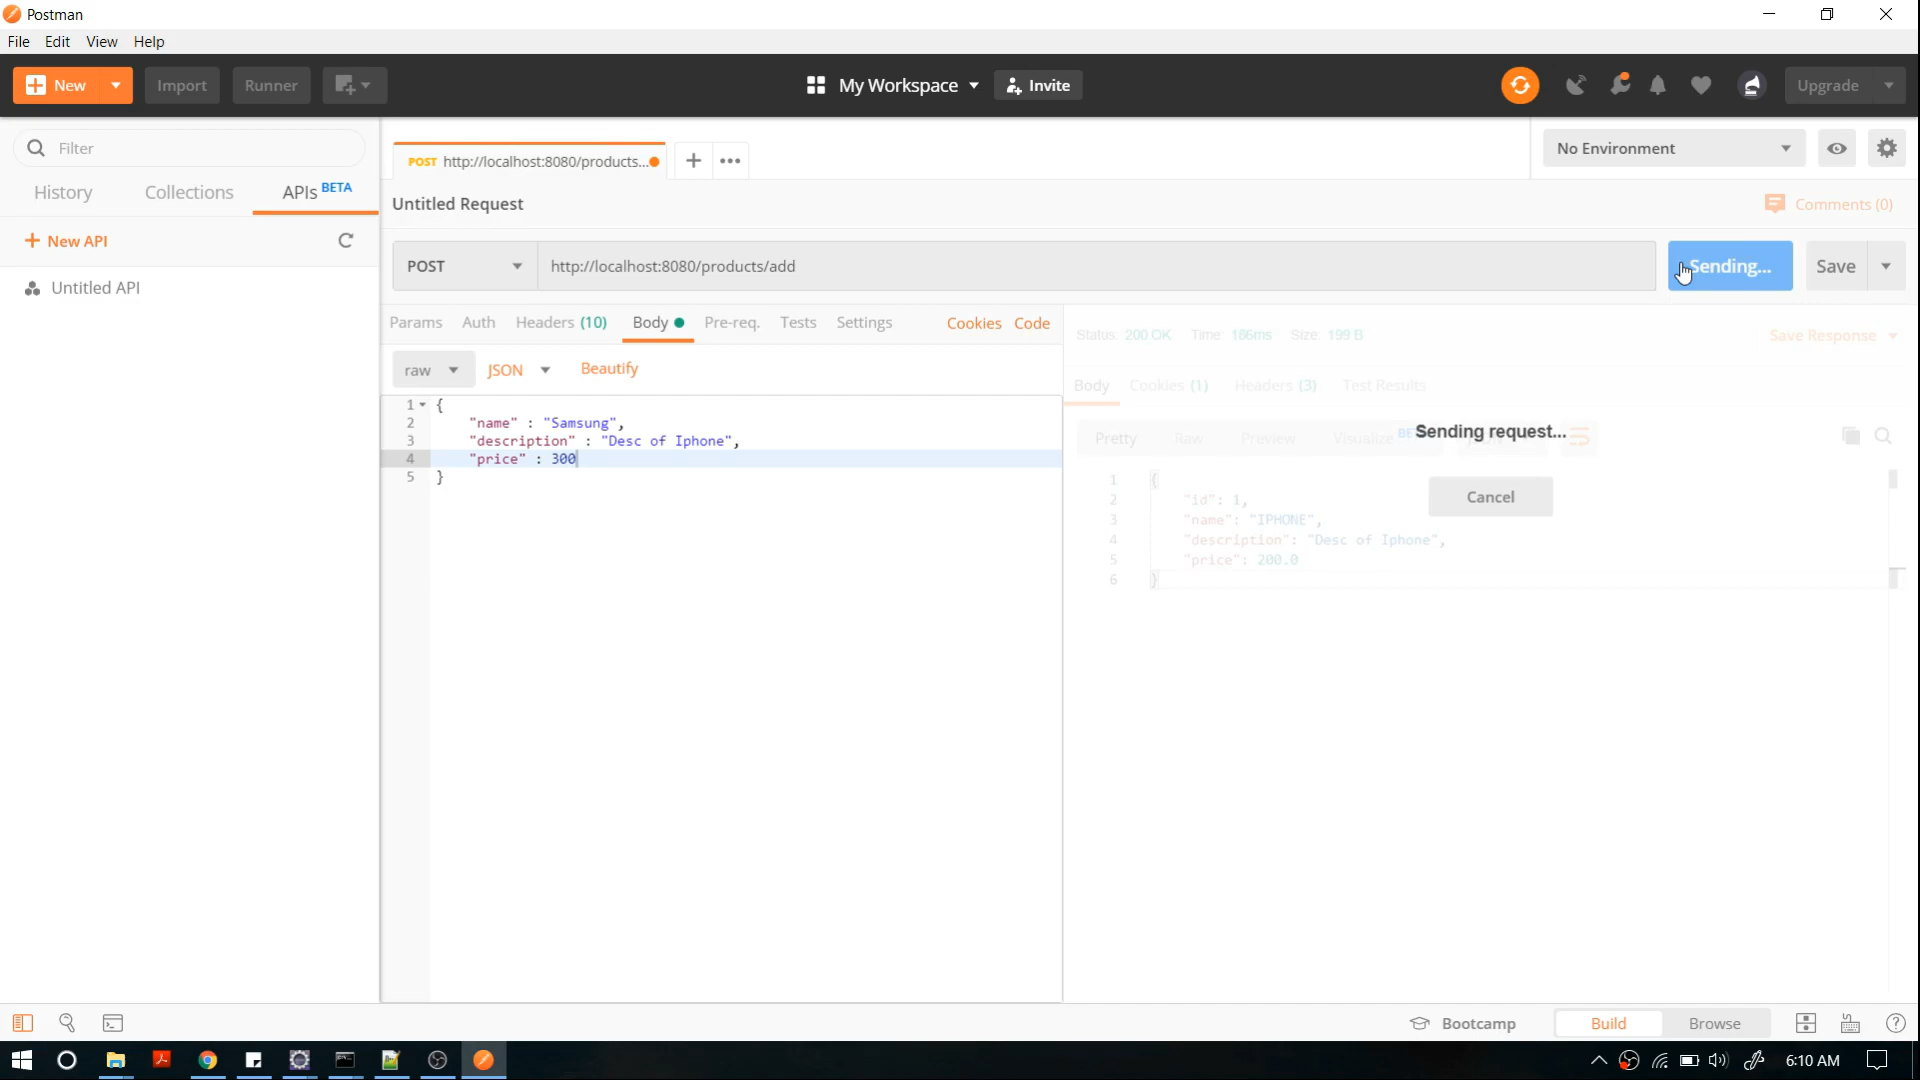 Postman
File Edit View Help
New Import Runner My Workspace Invite Upgrade
Filter
History Collections APIs BETA
New API
Untitled API
POST http://localhost:8080/products...
No Environment
Untitled Request
Comments (0)
POST http://localhost:8080/products/add Sending... Save
Params Auth Headers (10) Body Pre-req. Tests Settings Cookies Code
Status: 200 OK Time: 186ms Size: 199 B Save Response
raw JSON Beautify
Body Cookies (1) Headers (3) Test Results
1 {
2 "name" : "Samsung",
3 "description" : "Desc of Iphone",
4 "price" : 300
5 }
Pretty Raw Preview Visualize
Sending request...
Cancel
1 {
2 "id": 1,
3 "name": "IPHONE",
4 "description": "Desc of Iphone",
5 "price": 200.0
6 }
Bootcamp Build Browse
6:10 AM